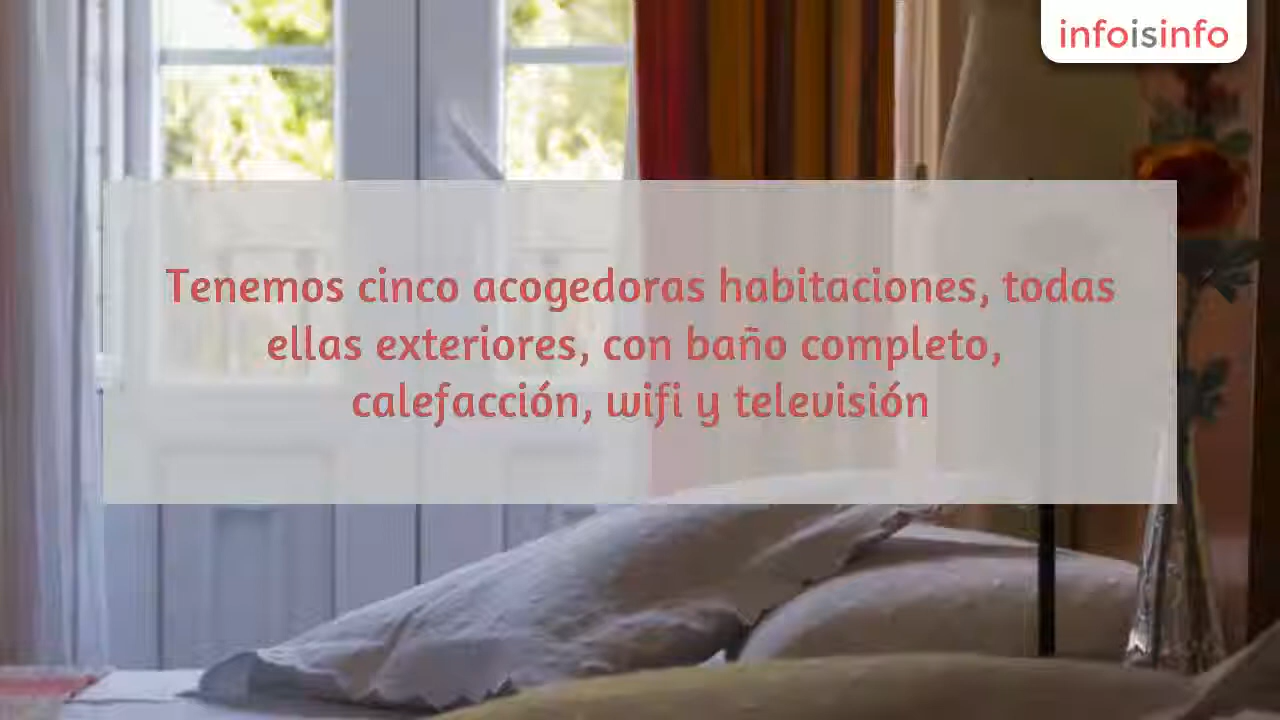 infoisinfo
Tenemos cinco acogedoras habitaciones, todas
ellas exteriores, con baño completo,
calefacción, wifi y televisión